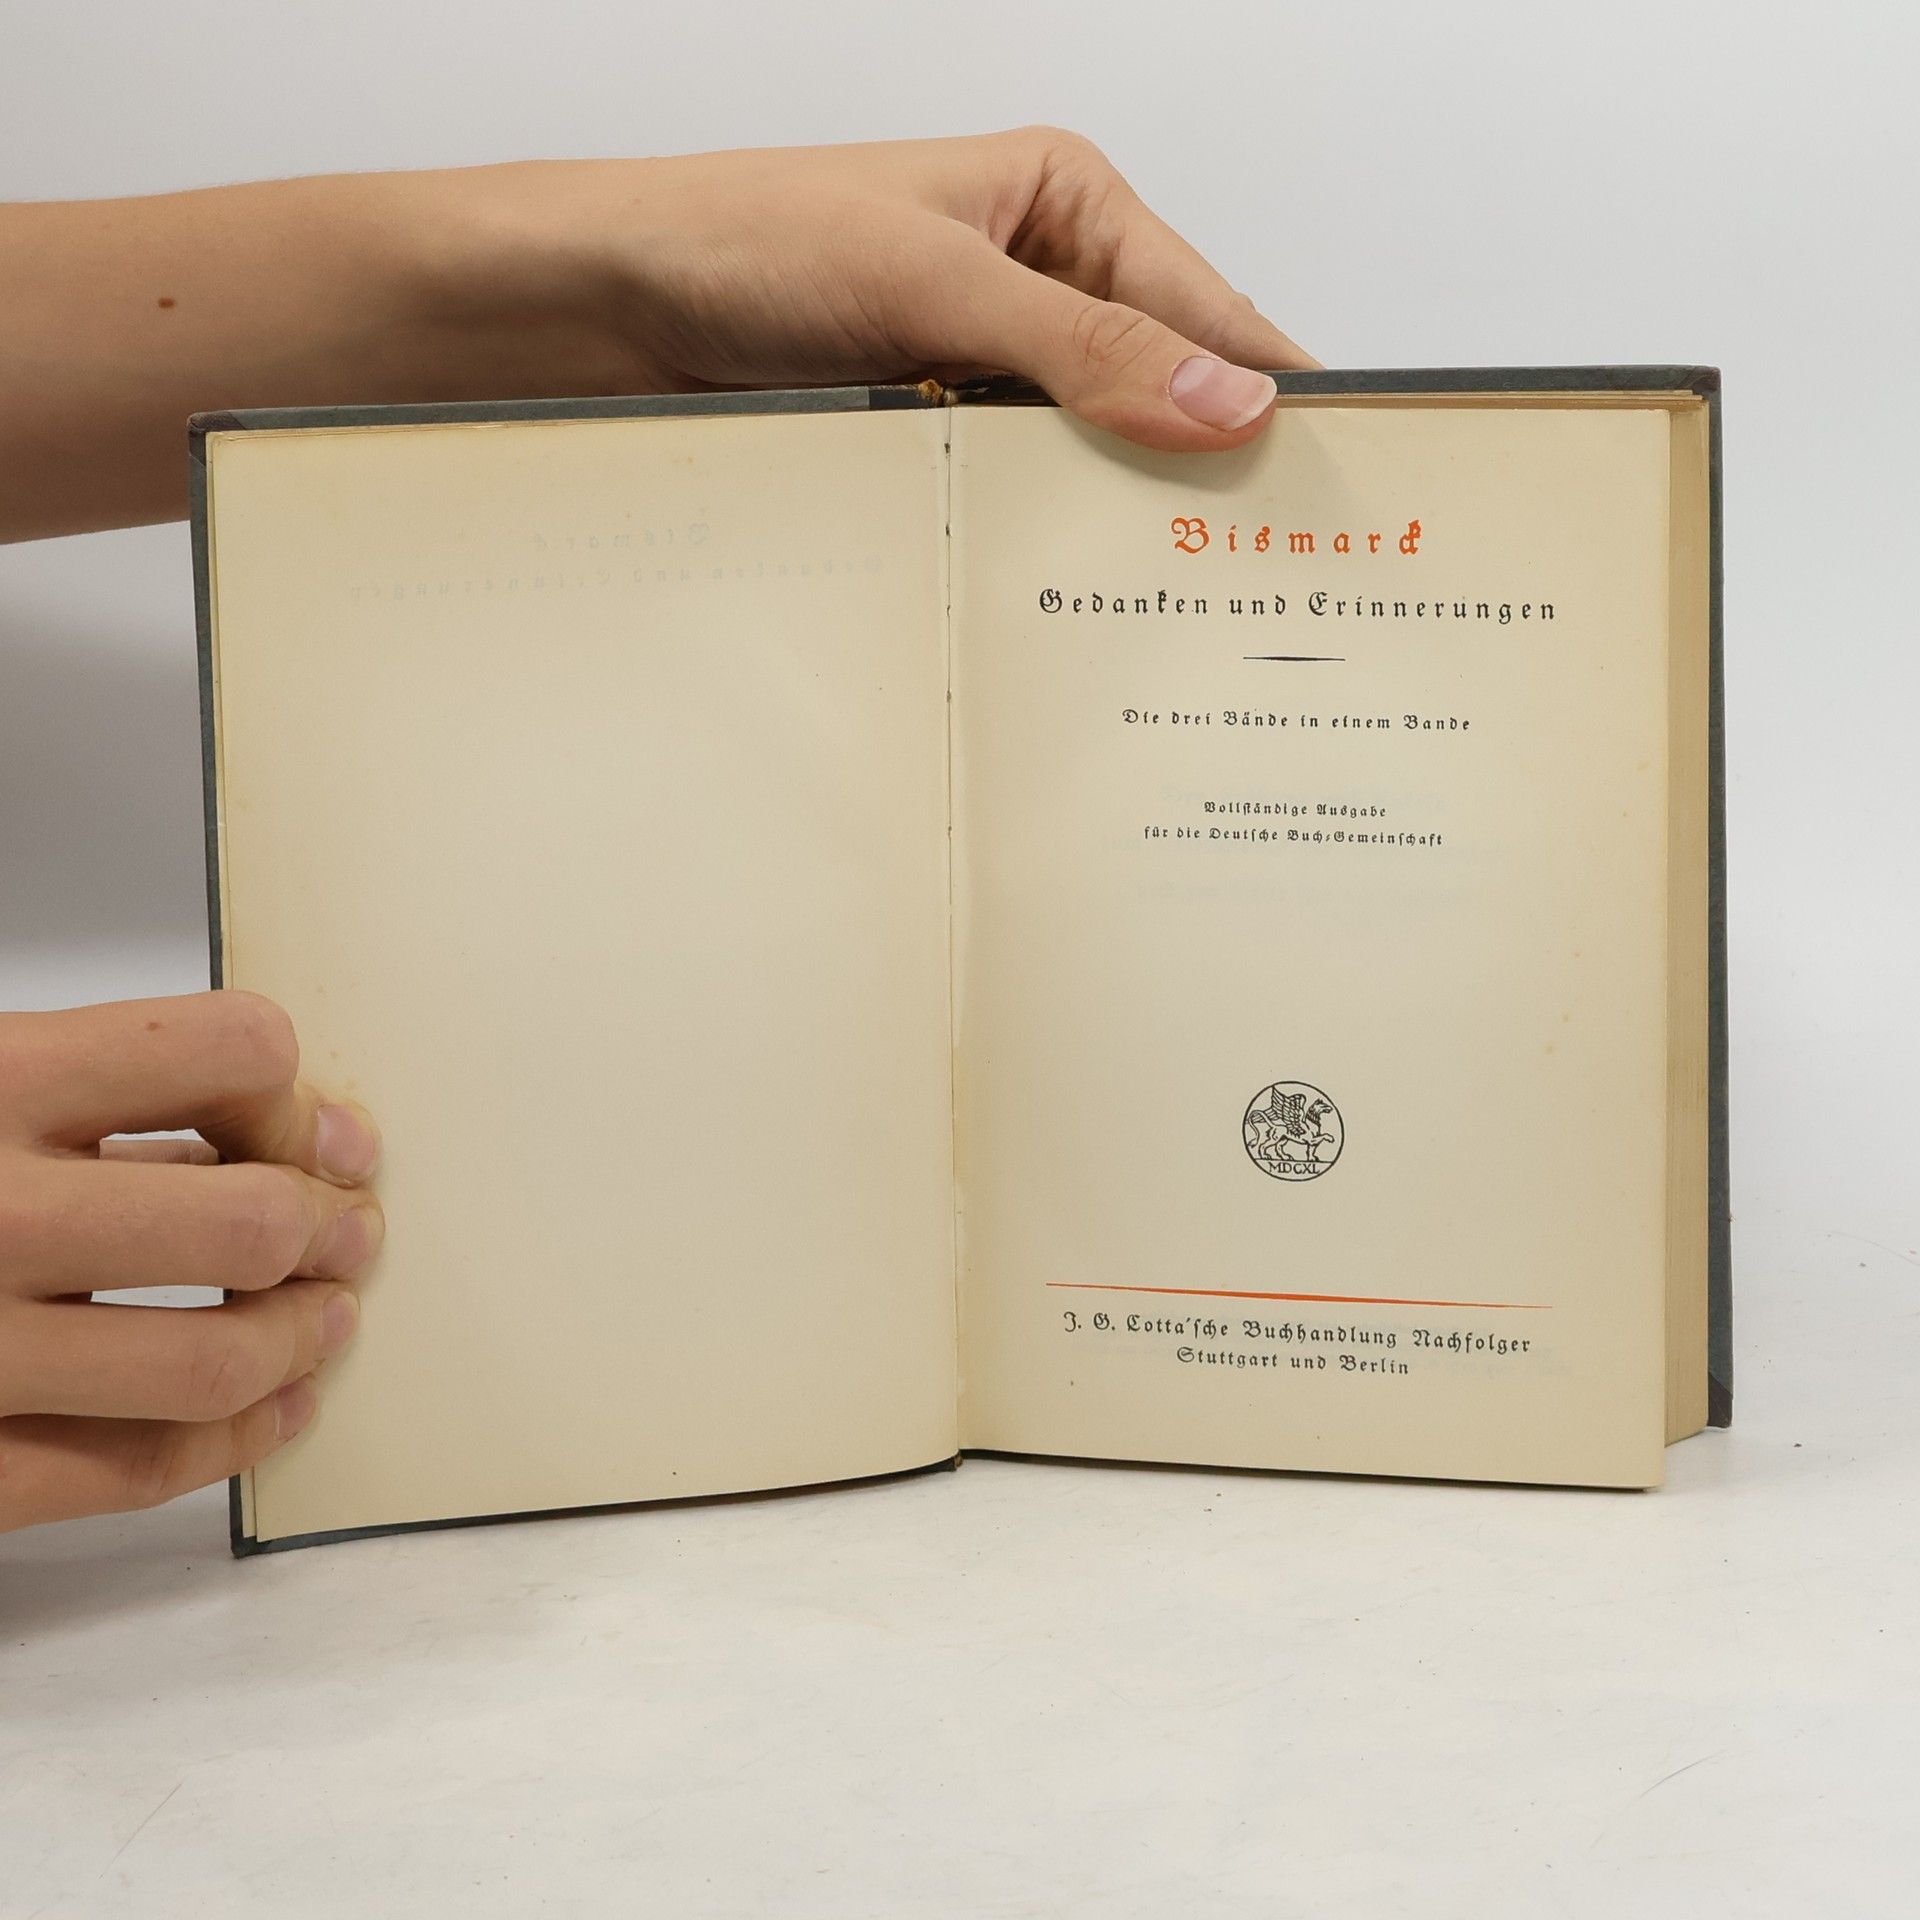 Bismarck
Gedanken und Erinnerungen
Die drei Bände in einem Bande
Vollständige Ausgabe
für die Deutsche Buch-Gemeinschaft
MDCXL
J. G. Cotta'sche Buchhandlung Nachfolger
Stuttgart und Berlin